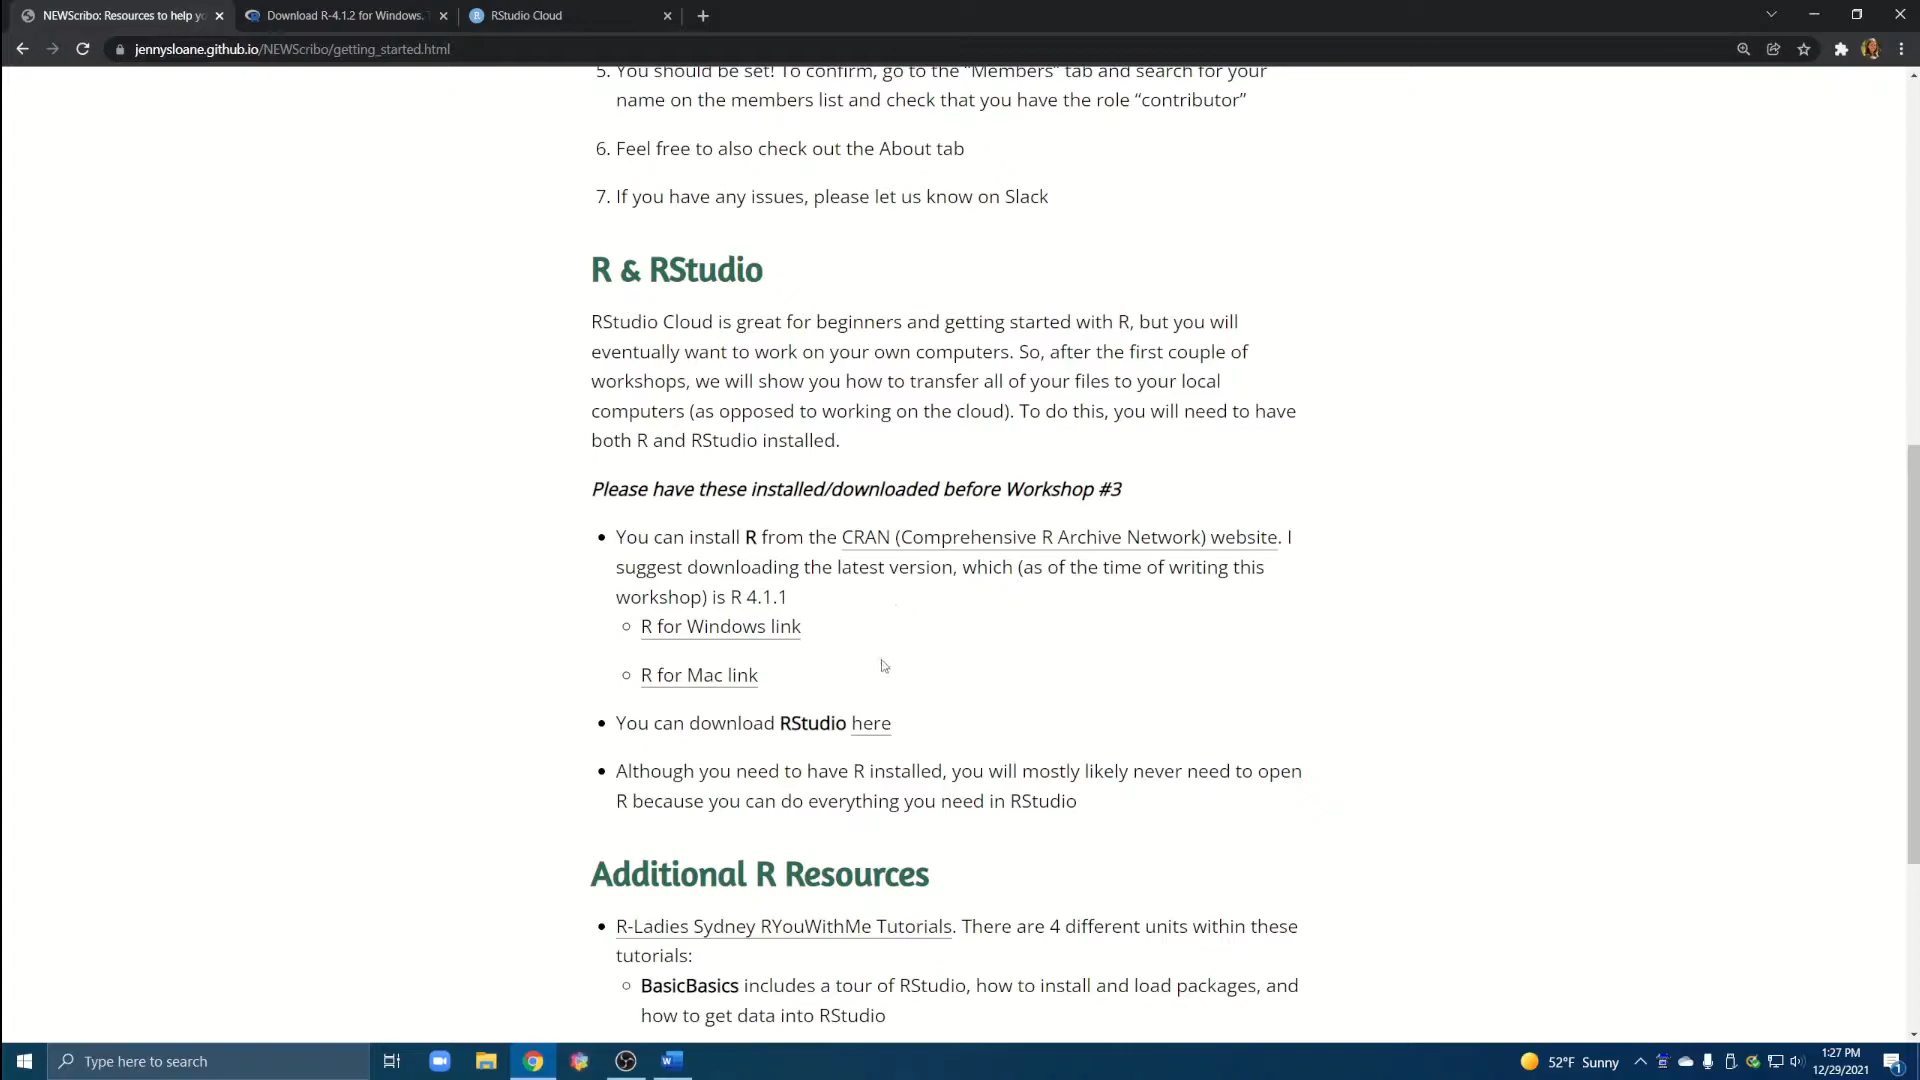 NEWScribo: Resources to help yo
Download R-4.1.2 for Windows. T
RStudio Cloud
jennysloane.github.io/NEWScribo/getting_started.html
5. You should be set! To confirm, go to the “Members” tab and search for your
name on the members list and check that you have the role “contributor”
6. Feel free to also check out the About tab
7. If you have any issues, please let us know on Slack
R & RStudio
RStudio Cloud is great for beginners and getting started with R, but you will
eventually want to work on your own computers. So, after the first couple of
workshops, we will show you how to transfer all of your files to your local
computers (as opposed to working on the cloud). To do this, you will need to have
both R and RStudio installed.
Please have these installed/downloaded before Workshop #3
• You can install R from the CRAN (Comprehensive R Archive Network) website. I
suggest downloading the latest version, which (as of the time of writing this
workshop) is R 4.1.1
R for Windows link
R for Mac link
• You can download RStudio here
• Although you need to have R installed, you will mostly likely never need to open
R because you can do everything you need in RStudio
Additional R Resources
• R-Ladies Sydney RYouWithMe Tutorials. There are 4 different units within these
tutorials:
BasicBasics includes a tour of RStudio, how to install and load packages, and
how to get data into RStudio
Type here to search
52°F Sunny
1:27 PM
12/29/2021